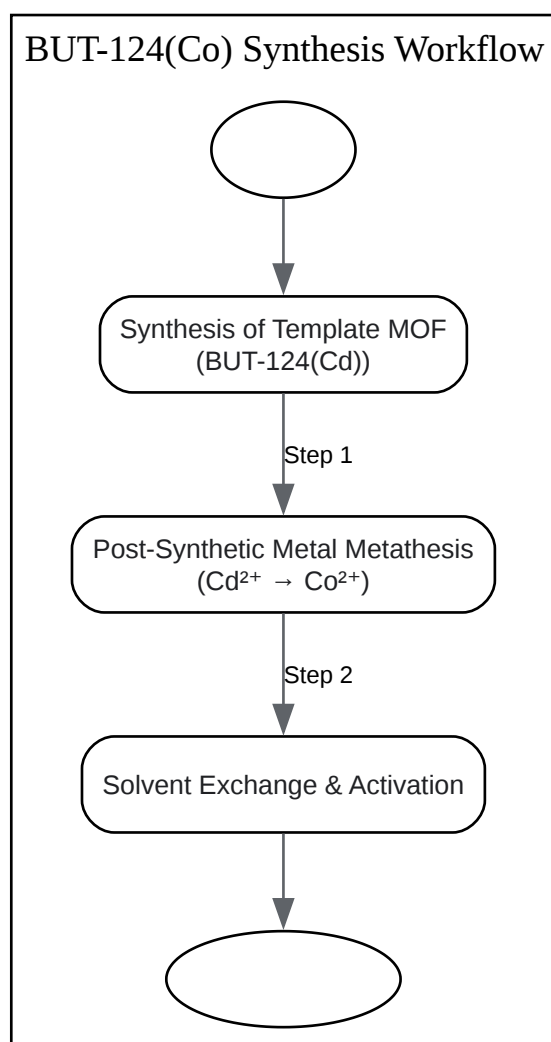 BUT-124(Co) Synthesis Workflow
Synthesis of Template MOF
(BUT-124(Cd))
Step 1
Post-Synthetic Metal Metathesis
(Cd²⁺ → Co²⁺)
Step 2
Solvent Exchange & Activation